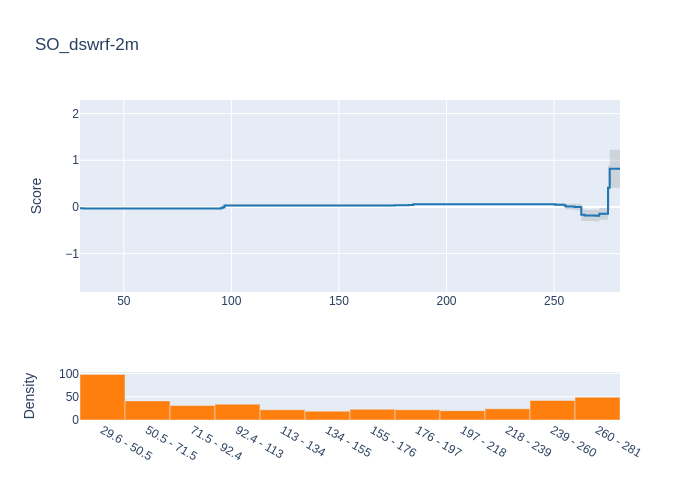 SO_dswrf-2m
Score
2
1
0
−1
50
100
150
200
250
Density
100
50
0
29.6 - 50.5
50.5 - 71.5
71.5 - 92.4
92.4 - 113
113 - 134
134 - 155
155 - 176
176 - 197
197 - 218
218 - 239
239 - 260
260 - 281